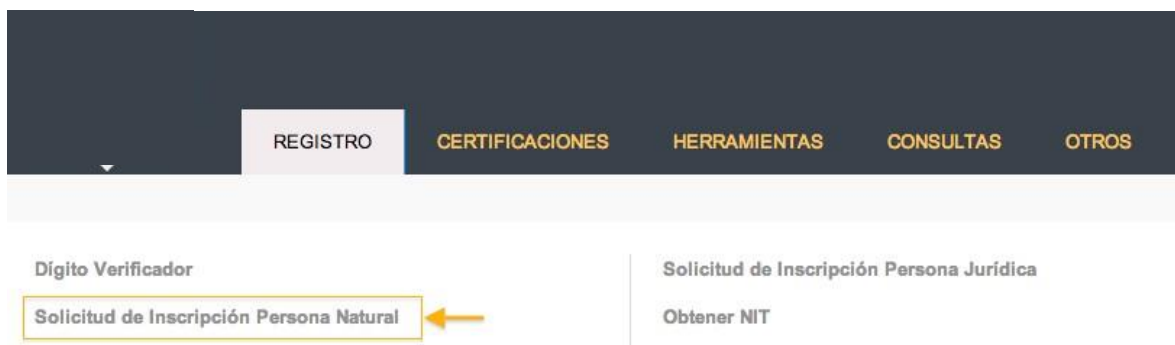 REGISTRO CERTIFICACIONES HERRAMIENTAS CONSULTAS OTROS
Dígito Verificador
Solicitud de Inscripción Persona Natural
Solicitud de Inscripción Persona Jurídica
Obtener NIT